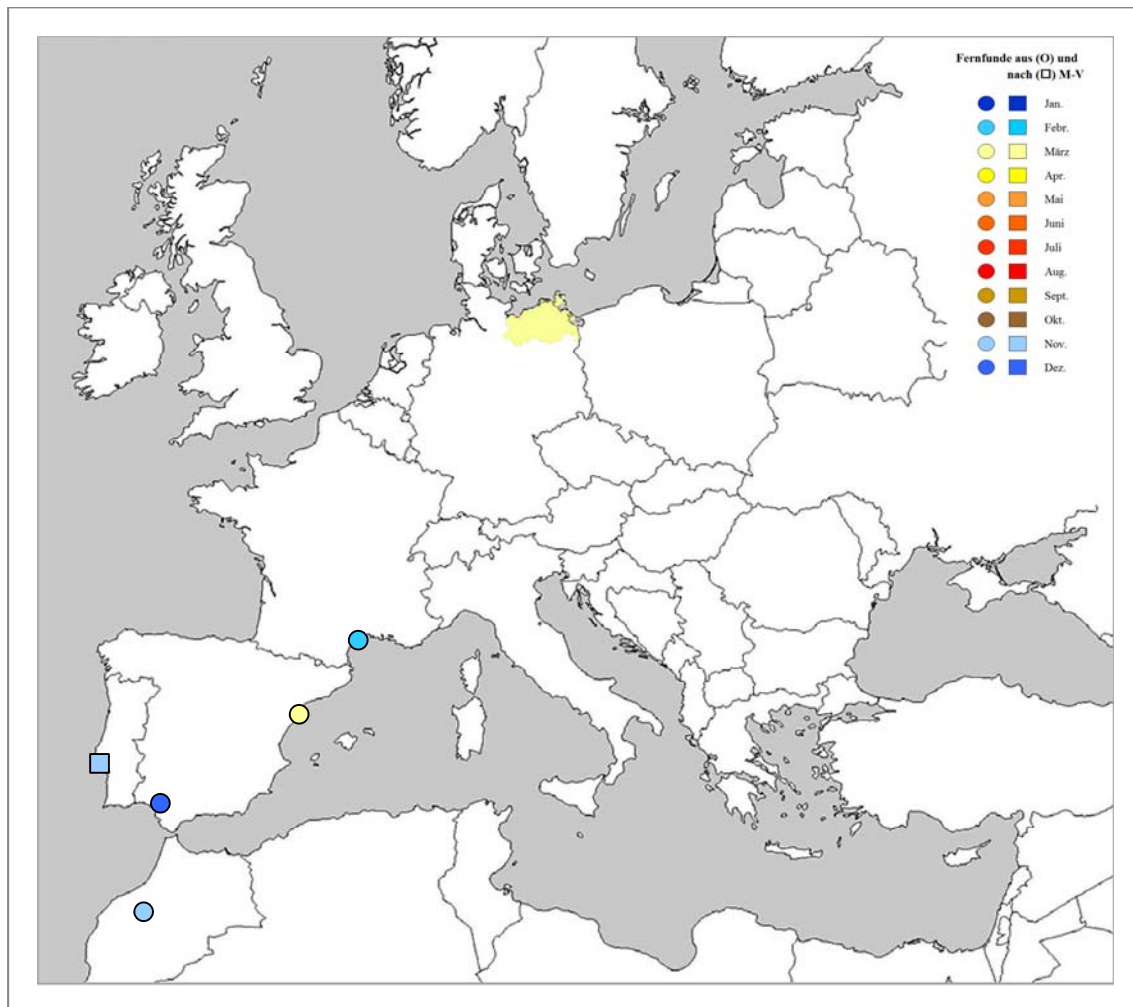 Fernfunde aus (O) und
nach (□) M-V
Jan.
Febr.
März
Apr.
Mai
Juni
Juli
Aug.
Sept.
Okt.
Nov.
Dez.